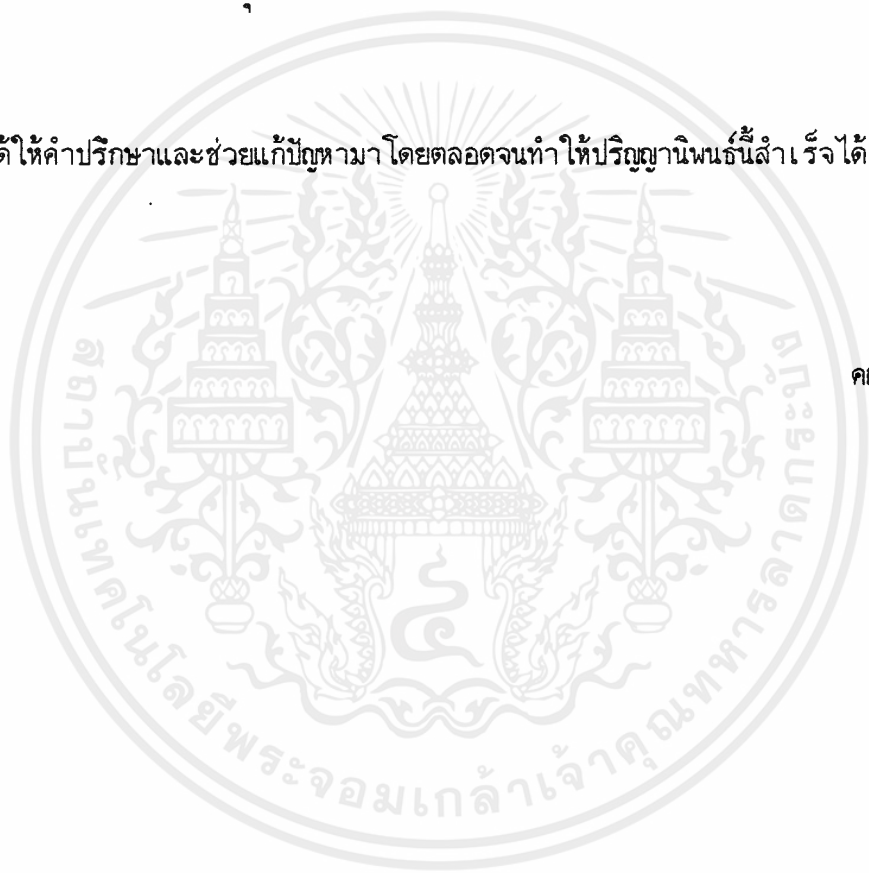 ได้ให้คำปรึกษาและช่วยแก้ปัญหามาโดยตลอดจนทำให้ปริญญานิพนธ์นี้สำเร็จได้
สถาบันเทคโนโลยีพระจอมเกล้าเจ้าคุณทหารลาดกระบัง
๔